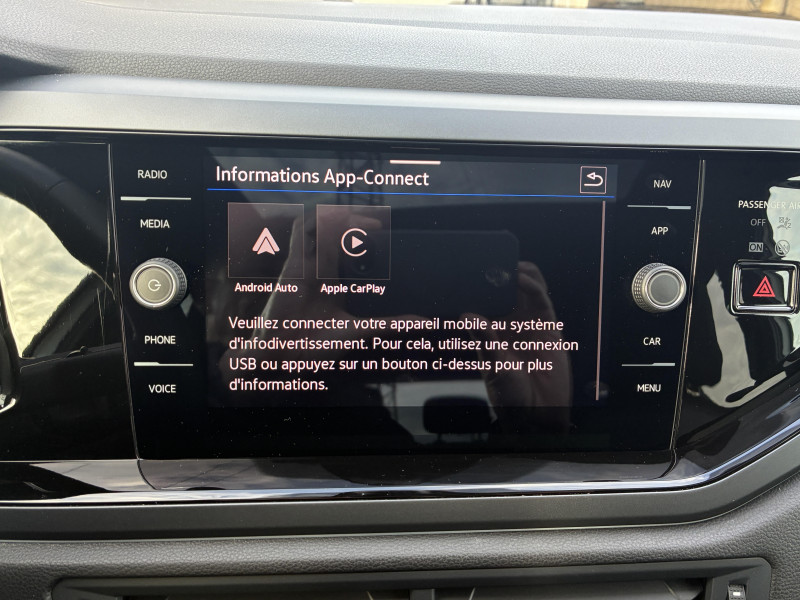 RADIO
MEDIA
PHONE
VOICE
Informations App-Connect
Android Auto
Apple CarPlay
Veuillez connecter votre appareil mobile au système
d'infodivertissement. Pour cela, utilisez une connexion
USB ou appuyez sur un bouton ci-dessus pour plus
d'informations.
NAV
APP
CAR
MENU
PASSENGER AIR
OFF
ON